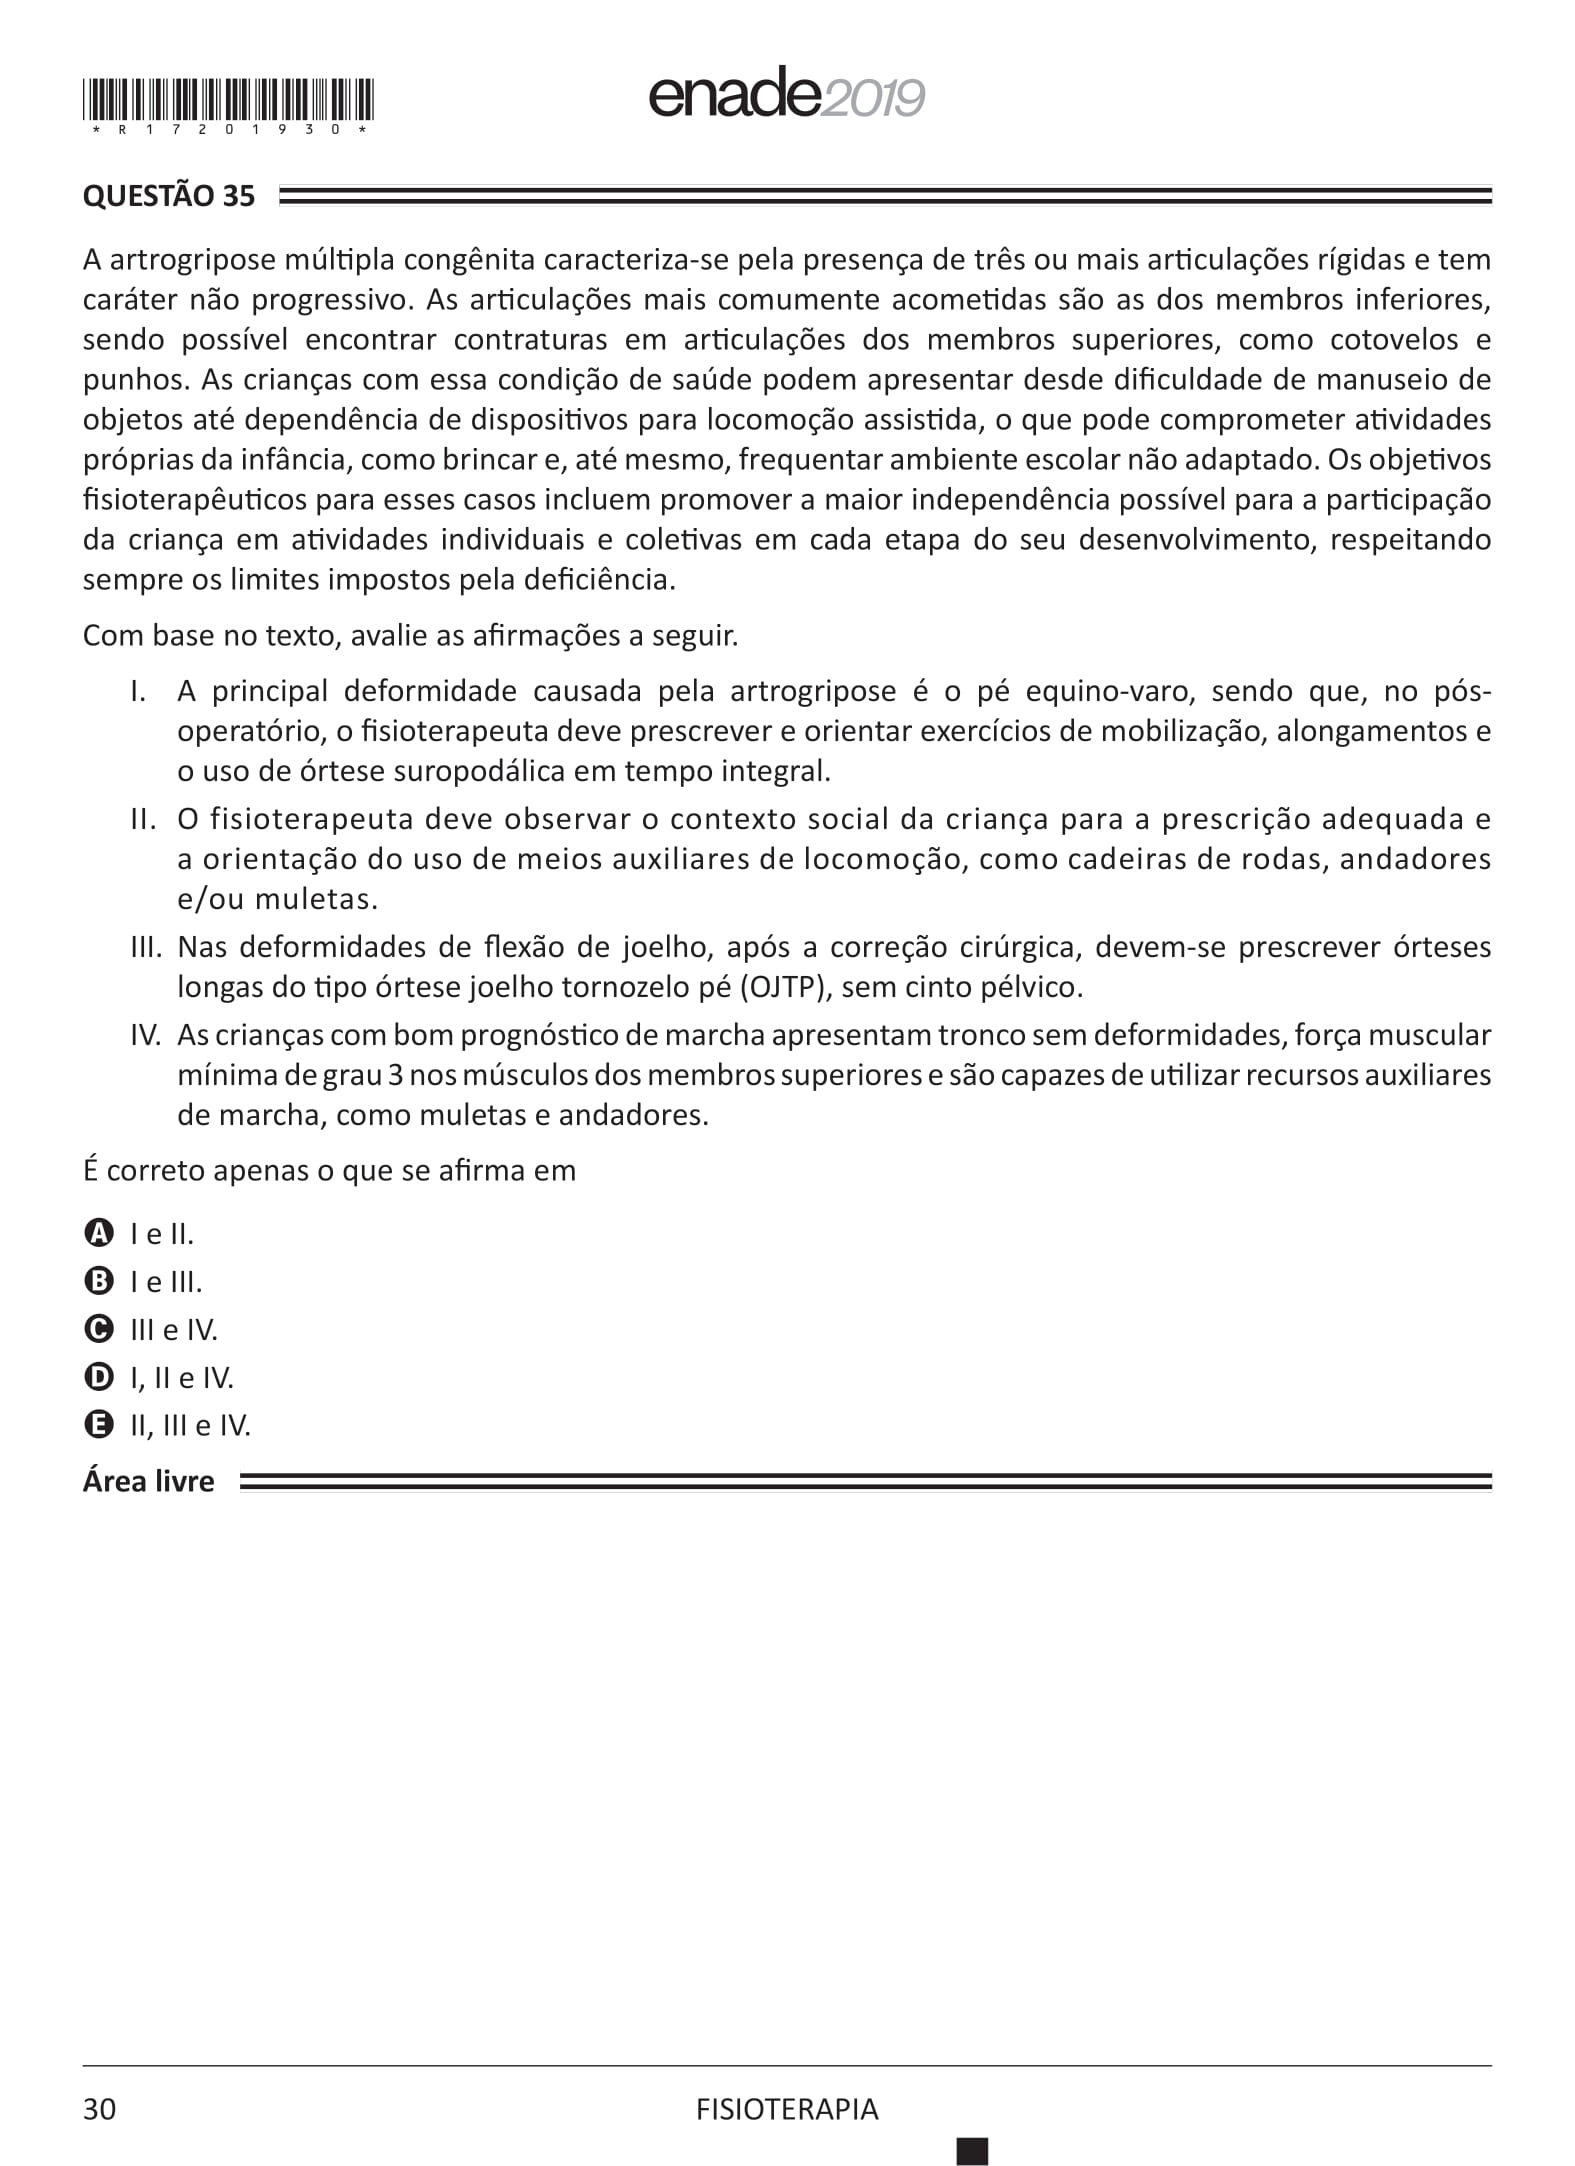 *R17201930*
enade2019
QUESTÃO 35
A artrogripose múltipla congênita caracteriza-se pela presença de três ou mais articulações rígidas e tem
caráter não progressivo. As articulações mais comumente acometidas são as dos membros inferiores,
sendo possível encontrar contraturas em articulações dos membros superiores, como cotovelos e
punhos. As crianças com essa condição de saúde podem apresentar desde dificuldade de manuseio de
objetos até dependência de dispositivos para locomoção assistida, o que pode comprometer atividades
próprias da infância, como brincar e, até mesmo, frequentar ambiente escolar não adaptado. Os objetivos
fisioterapêuticos para esses casos incluem promover a maior independência possível para a participação
da criança em atividades individuais e coletivas em cada etapa do seu desenvolvimento, respeitando
sempre os limites impostos pela deficiência.
Com base no texto, avalie as afirmações a seguir.
I. A principal deformidade causada pela artrogripose é o pé equino-varo, sendo que, no pós-
operatório, o fisioterapeuta deve prescrever e orientar exercícios de mobilização, alongamentos e
o uso de órtese suropodálica em tempo integral.
II. O fisioterapeuta deve observar o contexto social da criança para a prescrição adequada e
a orientação do uso de meios auxiliares de locomoção, como cadeiras de rodas, andadores
e/ou muletas.
III. Nas deformidades de flexão de joelho, após a correção cirúrgica, devem-se prescrever órteses
longas do tipo órtese joelho tornozelo pé (OJTP), sem cinto pélvico.
IV. As crianças com bom prognóstico de marcha apresentam tronco sem deformidades, força muscular
mínima de grau 3 nos músculos dos membros superiores e são capazes de utilizar recursos auxiliares
de marcha, como muletas e andadores.
É correto apenas o que se afirma em
A I e II.
B I e III.
C III e IV.
D I, II e IV.
E II, III e IV.
Área livre
30 FISIOTERAPIA